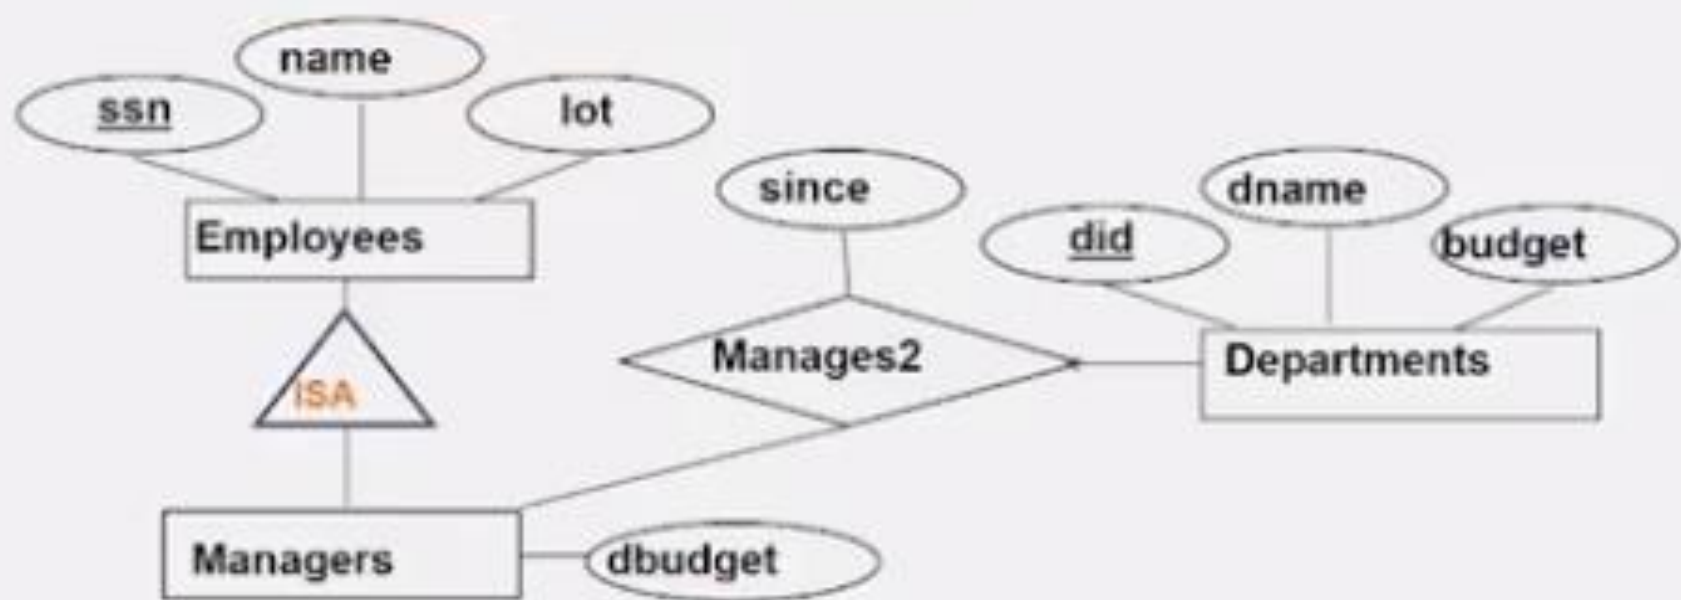 name
ssn
lot
since
dname
did
budget
Employees
Manages2
Departments
ISA
Managers
dbudget